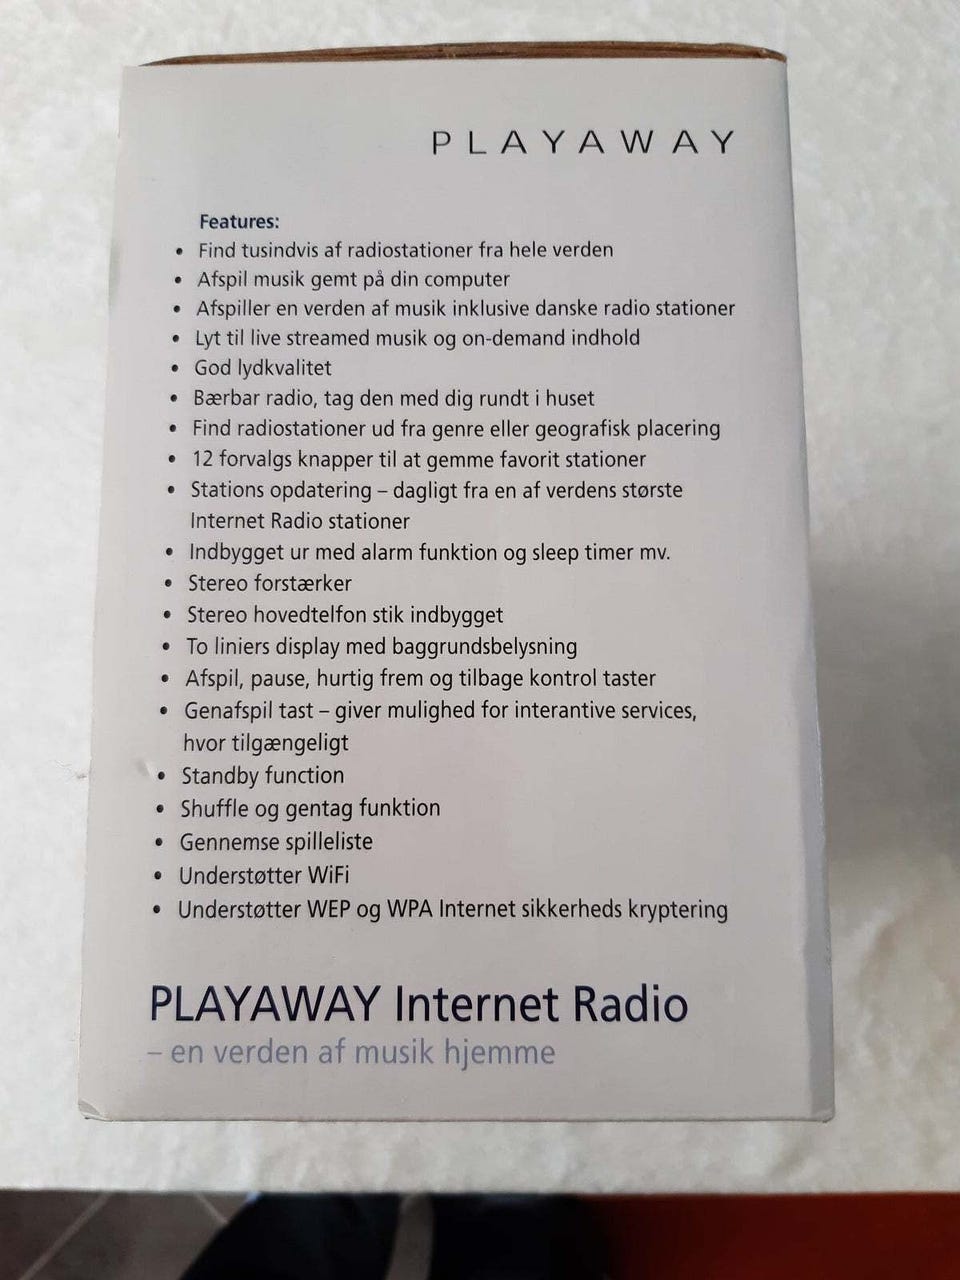 PLAYAWAY
Features:
• Find tusindvis af radiostationer fra hele verden
• Afspil musik gemt på din computer
• Afspiller en verden af musik inklusive danske radio stationer
• Lyt til live streamed musik og on-demand indhold
• God lydkvalitet
• Bærbar radio, tag den med dig rundt i huset
• Find radiostationer ud fra genre eller geografisk placering
• 12 forvalgs knapper til at gemme favorit stationer
• Stations opdatering – dagligt fra en af verdens største
Internet Radio stationer
• Indbygget ur med alarm funktion og sleep timer mv.
• Stereo forstærker
• Stereo hovedtelfon stik indbygget
• To liniers display med baggrundsbelysning
• Afspil, pause, hurtig frem og tilbage kontrol taster
• Genafspil tast – giver mulighed for interantive services,
hvor tilgængeligt
• Standby function
• Shuffle og gentag funktion
• Gennemse spilleliste
• Understøtter WiFi
• Understøtter WEP og WPA Internet sikkerheds kryptering
PLAYAWAY Internet Radio
– en verden af musik hjemme